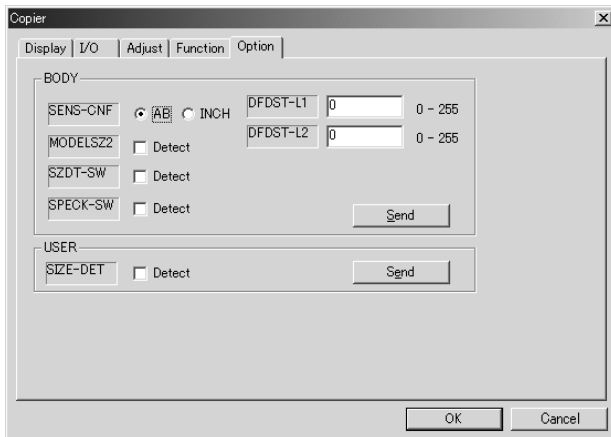 Copier
Display I/O Adjust Function Option
BODY
SENS-CNF AB INCH DFDST-L1 0 0 - 255
MODELSZ2 Detect DFDST-L2 0 0 - 255
SZDT-SW Detect
SPECK-SW Detect
Send
USER
SIZE-DET Detect Send
OK Cancel